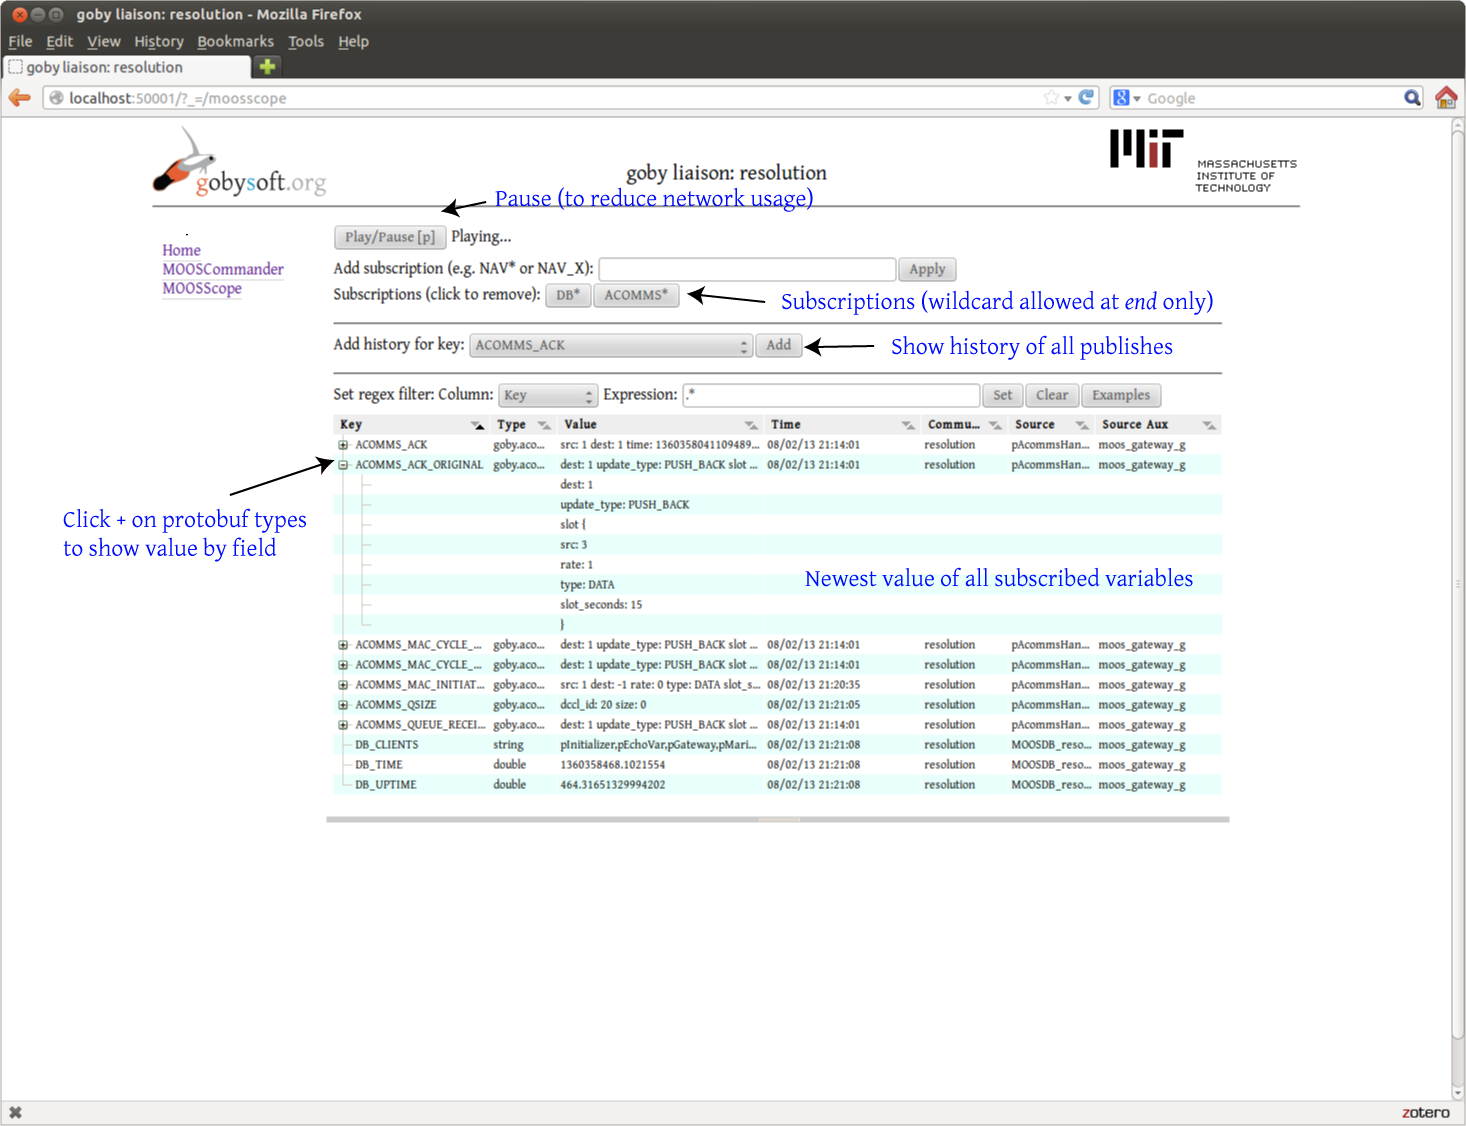 goby liaison: resolution - Mozilla Firefox
File Edit View History Bookmarks Tools Help
goby liaison: resolution
localhost:50001/?_=/moosscope
Google
gobysoft.org
goby liaison: resolution
MASSACHUSETTS
INSTITUTE OF
TECHNOLOGY
Pause (to reduce network usage)
Home
MOOSCommander
MOOSScope
Play/Pause [p] Playing...
Add subscription (e.g. NAV* or NAV_X): Apply
Subscriptions (click to remove): DB* ACOMMS*
Subscriptions (wildcard allowed at end only)
Add history for key: ACOMMS_ACK Add
Show history of all publishes
Set regex filter: Column: Key Expression: .* Set Clear Examples
Key Type Value Time Commu... Source Source Aux
ACOMMS_ACK goby.aco... src: 1 dest: 1 time: 1360358041109489... 08/02/13 21:14:01 resolution pAcommsHan... moos_gateway_g
ACOMMS_ACK_ORIGINAL goby.aco... dest: 1 update_type: PUSH_BACK slot ... 08/02/13 21:14:01 resolution pAcommsHan... moos_gateway_g
dest: 1
update_type: PUSH_BACK
slot {
src: 3
rate: 1
type: DATA
slot_seconds: 15
}
Click + on protobuf types
to show value by field
Newest value of all subscribed variables
ACOMMS_MAC_CYCLE_... goby.aco... dest: 1 update_type: PUSH_BACK slot ... 08/02/13 21:14:01 resolution pAcommsHan... moos_gateway_g
ACOMMS_MAC_CYCLE_... goby.aco... dest: 1 update_type: PUSH_BACK slot ... 08/02/13 21:14:01 resolution pAcommsHan... moos_gateway_g
ACOMMS_MAC_INITIAT... goby.aco... src: 1 dest: -1 rate: 0 type: DATA slot_s... 08/02/13 21:20:35 resolution pAcommsHan... moos_gateway_g
ACOMMS_QSIZE goby.aco... dccl_id: 20 size: 0 08/02/13 21:21:05 resolution pAcommsHan... moos_gateway_g
ACOMMS_QUEUE_RECEI... goby.aco... dest: 1 update_type: PUSH_BACK slot ... 08/02/13 21:14:01 resolution pAcommsHan... moos_gateway_g
DB_CLIENTS string pInitializer,pEchoVar,pGateway,pMari... 08/02/13 21:21:08 resolution MOOSDB_reso... moos_gateway_g
DB_TIME double 1360358468.1021554 08/02/13 21:21:08 resolution MOOSDB_reso... moos_gateway_g
DB_UPTIME double 464.31651329994202 08/02/13 21:21:08 resolution MOOSDB_reso... moos_gateway_g
zotero